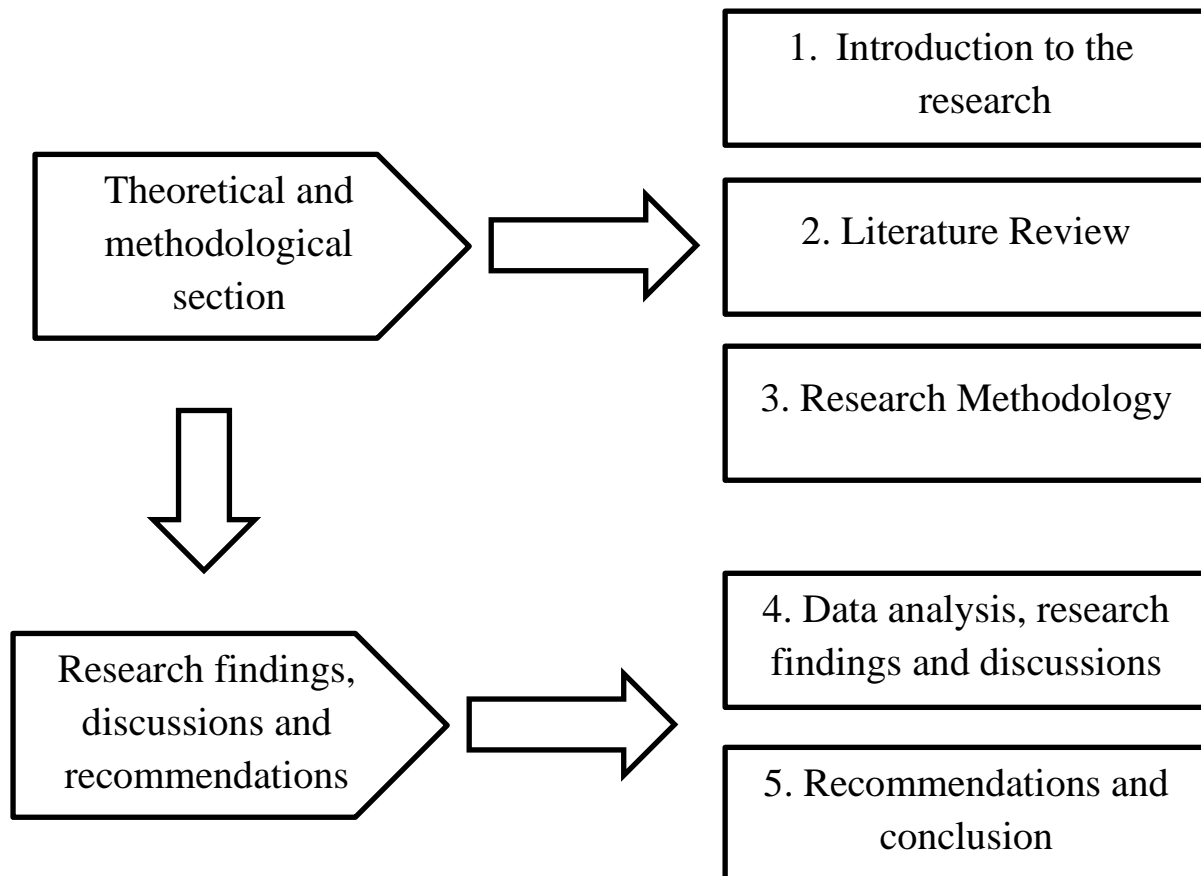 1. Introduction to the
research
Theoretical and
methodological
section
2. Literature Review
3. Research Methodology
4. Data analysis, research
findings and discussions
Research findings,
discussions and
recommendations
5. Recommendations and
conclusion